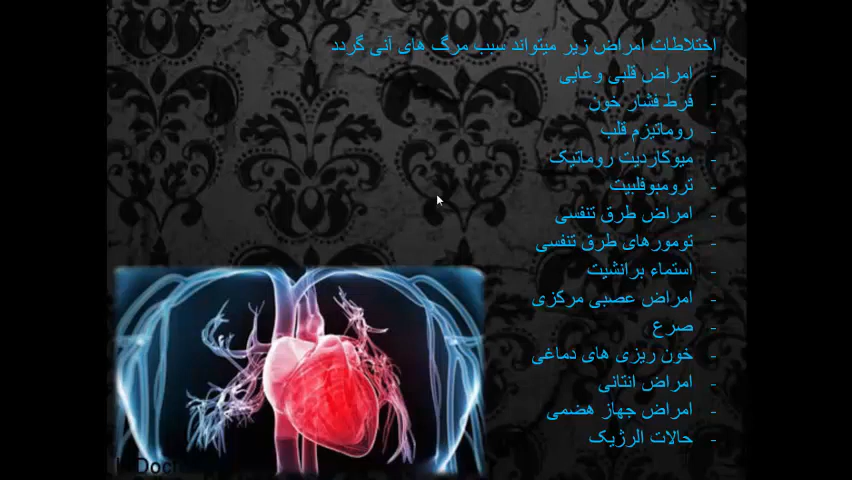 اختلاطات امراض زیر میتواند سبب مرگ های آنی گردد
- امراض قلبی وعایی
- فرط فشار خون
- روماتیزم قلب
- میوکاردیت روماتیک
- ترومبوفلبیت
- امراض طرق تنفسی
- تومورهای طرق تنفسی
- استماء برانشیت
- امراض عصبی مرکزی
- صرع
- خون ریزی های دماغی
- امراض انتانی
- امراض جهاز هضمی
- حالات الرژیک